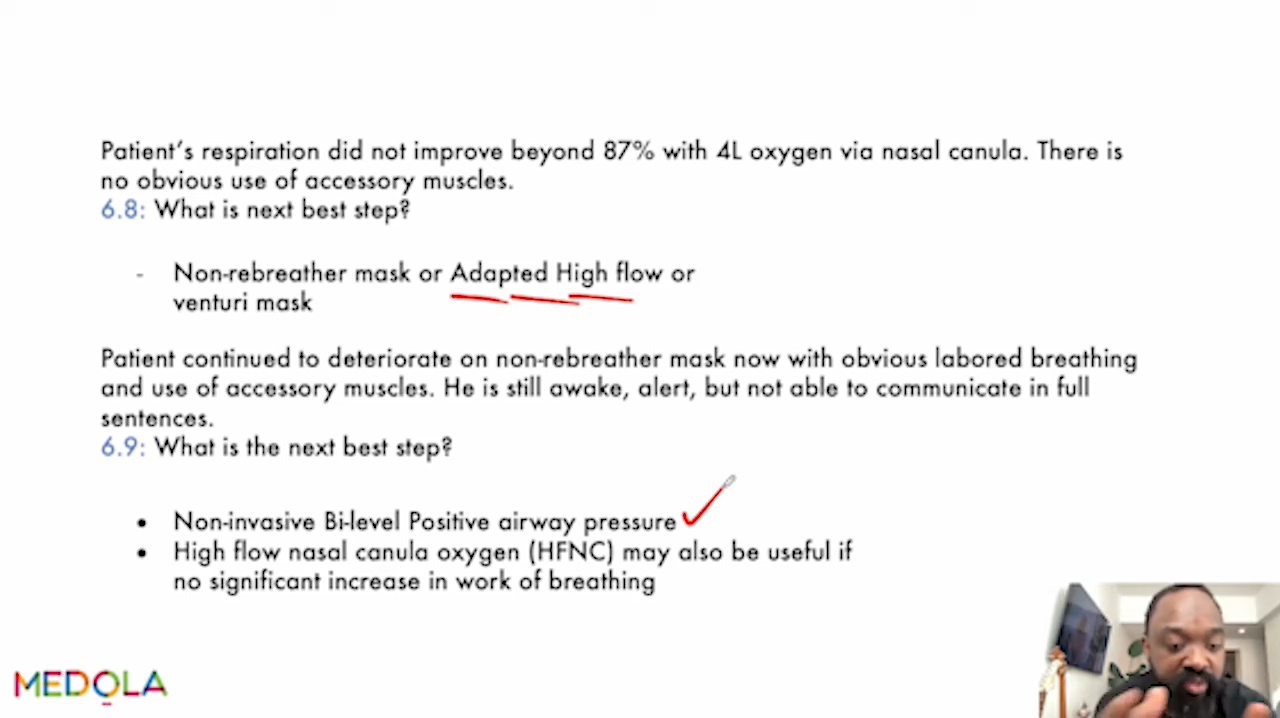 Patient's respiration did not improve beyond 87% with 4L oxygen via nasal canula. There is
no obvious use of accessory muscles.
6.8: What is next best step?
- Non-rebreather mask or Adapted High flow or
venturi mask
Patient continued to deteriorate on non-rebreather mask now with obvious labored breathing
and use of accessory muscles. He is still awake, alert, but not able to communicate in full
sentences.
6.9: What is the next best step?
• Non-invasive Bi-level Positive airway pressure
• High flow nasal canula oxygen (HFNC) may also be useful if
no significant increase in work of breathing
MEDOLA